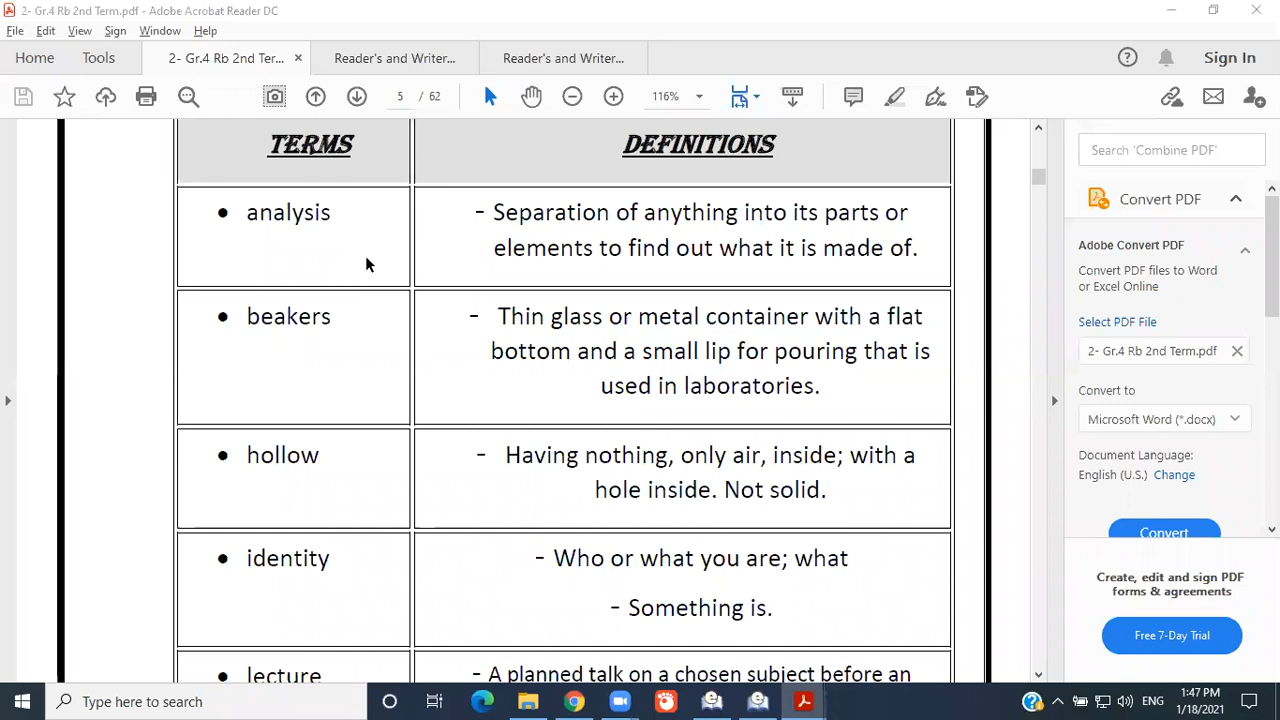 2- Gr.4 Rb 2nd Term.pdf - Adobe Acrobat Reader DC
File Edit View Sign Window Help
Home Tools 2- Gr.4 Rb 2nd Ter... × Reader's and Writer... Reader's and Writer... Sign In
5 / 62 116%
TERMS DEFINITIONS
• analysis - Separation of anything into its parts or
elements to find out what it is made of.
• beakers - Thin glass or metal container with a flat
bottom and a small lip for pouring that is
used in laboratories.
• hollow - Having nothing, only air, inside; with a
hole inside. Not solid.
• identity - Who or what you are; what
- Something is.
• lecture - A planned talk on a chosen subject before an
Search 'Combine PDF'
Convert PDF
Adobe Convert PDF
Convert PDF files to Word
or Excel Online
Select PDF File
2- Gr.4 Rb 2nd Term.pdf
Convert to
Microsoft Word (*.docx)
Document Language:
English (U.S.) Change
Convert
Create, edit and sign PDF
forms & agreements
Free 7-Day Trial
Type here to search
ENG
1:47 PM
1/18/2021